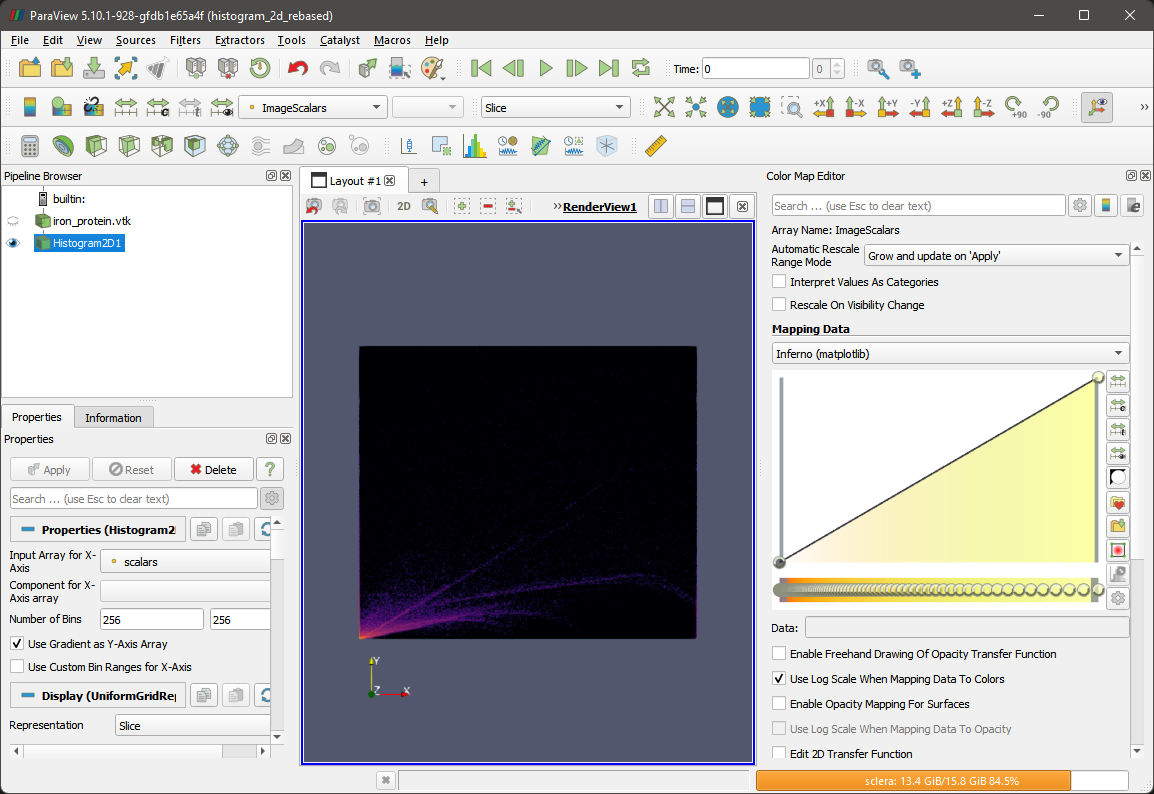 ParaView 5.10.1-928-gfdb1e65a4f (histogram_2d_rebased)
File Edit View Sources Filters Extractors Tools Catalyst Macros Help
Time: 0 0
ImageScalars Slice +X -X +Y -Y +Z -Z +90 -90 »
Pipeline Browser
builtin:
iron_protein.vtk
Histogram2D1
Properties Information
Properties
Apply Reset Delete ?
Search ... (use Esc to clear text)
Properties (Histogram2
Input Array for X-
Axis
scalars
Component for X-
Axis array
Number of Bins 256 256
Use Gradient as Y-Axis Array
Use Custom Bin Ranges for X-Axis
Display (UniformGridRep
Representation Slice
Layout #1 +
2D » RenderView1
Y
Z X
Color Map Editor
Search ... (use Esc to clear text)
Array Name: ImageScalars
Automatic Rescale
Range Mode
Grow and update on 'Apply'
Interpret Values As Categories
Rescale On Visibility Change
Mapping Data
Inferno (matplotlib)
Data:
Enable Freehand Drawing Of Opacity Transfer Function
Use Log Scale When Mapping Data To Colors
Enable Opacity Mapping For Surfaces
Use Log Scale When Mapping Data To Opacity
Edit 2D Transfer Function
sclera: 13.4 GiB/15.8 GiB 84.5%